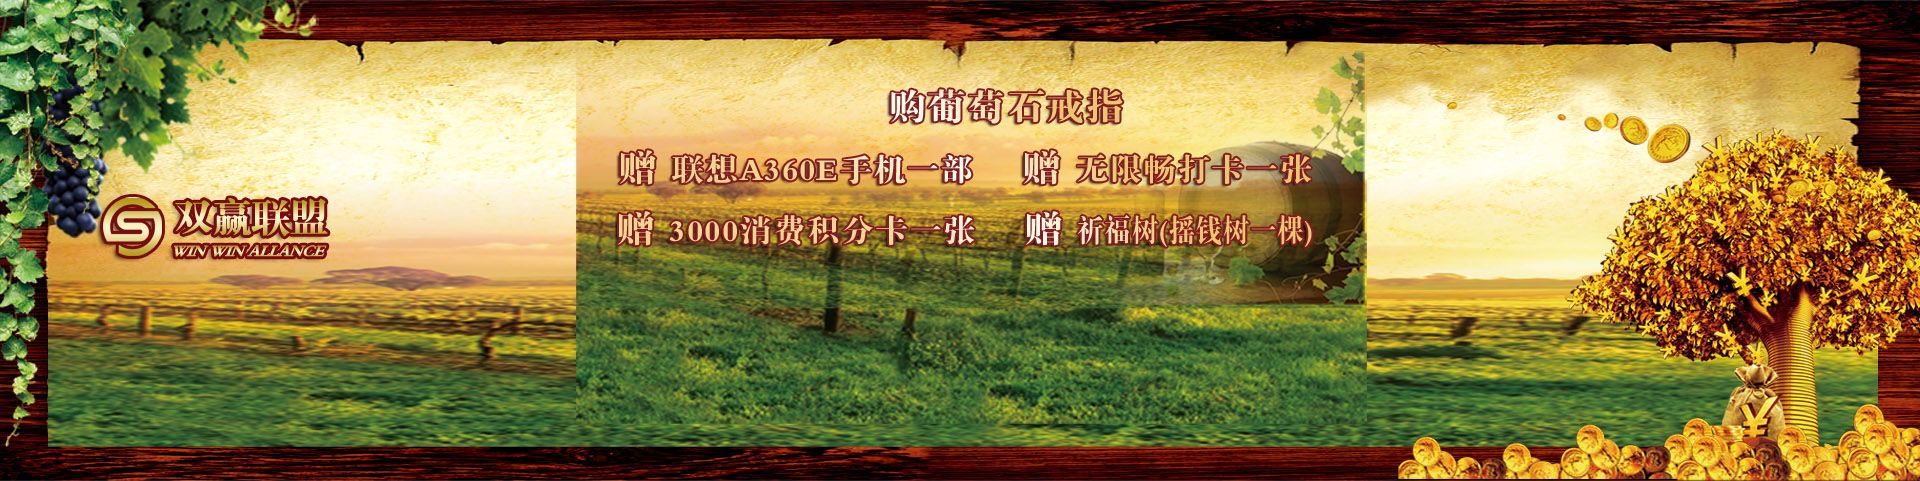 购葡萄石戒指
赠 联想A360E手机一部 赠 无限畅打卡一张
赠 3000消费积分卡一张 赠 祈福树(摇钱树一棵)
双赢联盟
WIN WIN ALLANCE
¥